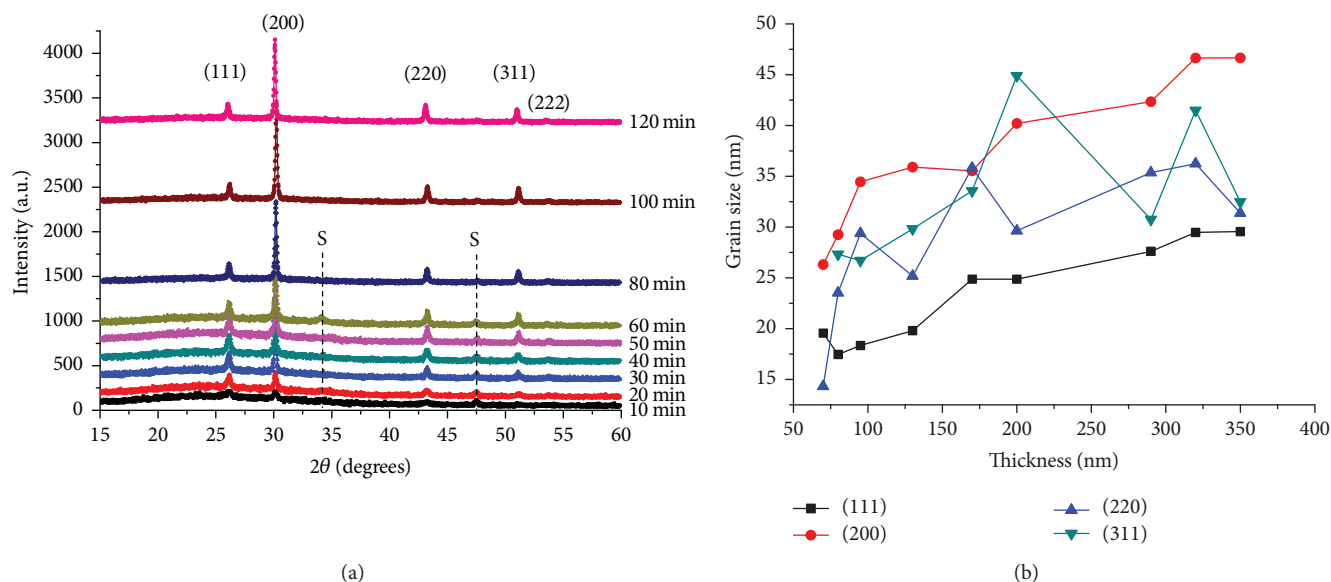 (200)
4000
3500
3000
2500
2000
1500
1000
500
0
Intensity (a.u.)
(111)
(220)
(311)
(222)
S
S
120 min
100 min
80 min
60 min
50 min
40 min
30 min
20 min
10 min
15 20 25 30 35 40 45 50 55 60
2θ (degrees)
(a)
50
45
40
35
30
25
20
15
Grain size (nm)
50 100 150 200 250 300 350 400
Thickness (nm)
(111)
(200)
(220)
(311)
(b)